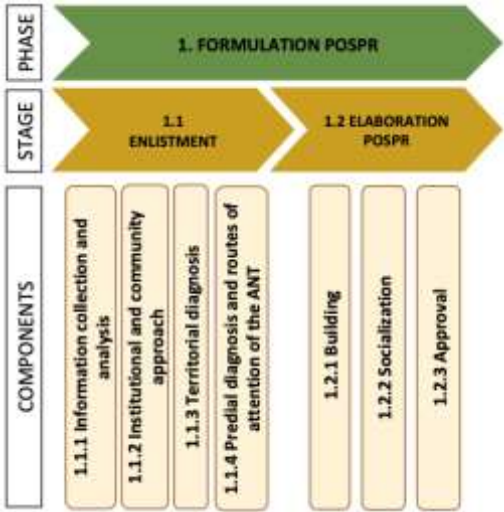 PHASE
1. FORMULATION POSPR
STAGE
1.1
ENLISTMENT
1.2 ELABORATION
POSPR
COMPONENTS
1.1.1 Information collection and
analysis
1.1.2 Institutional and community
approach
1.1.3 Territorial diagnosis
1.1.4 Predial diagnosis and routes of
attention of the ANT
1.2.1 Building
1.2.2 Socialization
1.2.3 Approval